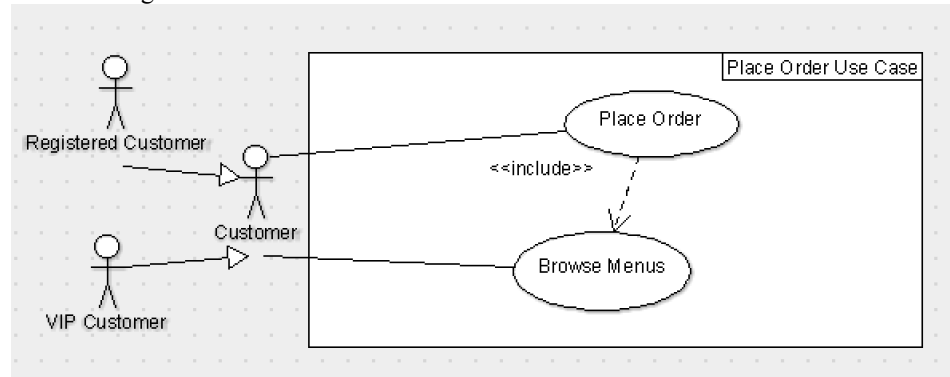 Place Order Use Case
Place Order
Registered Customer
<<include>>
Customer
Browse Menus
VIP Customer